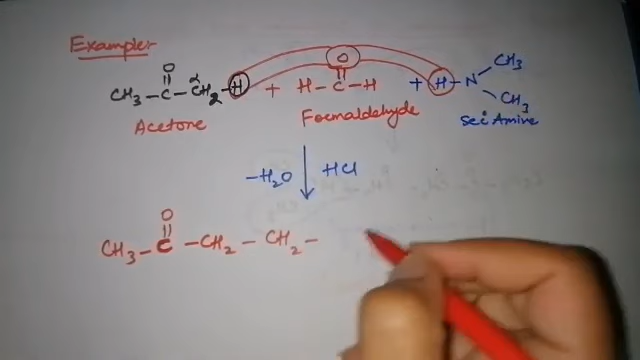 Example:-
O O
CH3 - C - CH2 - H + H - C - H + H - N CH3
α CH3
Acetone Formaldehyde Sec. Amine
-H2O HCl
O
CH3 - C - CH2 - CH2 -